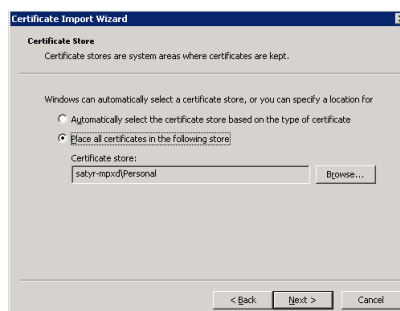 Certificate Import Wizard
Certificate Store
Certificate stores are system areas where certificates are kept.
Windows can automatically select a certificate store, or you can specify a location for
Automatically select the certificate store based on the type of certificate
Place all certificates in the following store
Certificate store:
satyr-mpxd\Personal
Browse...
< Back
Next >
Cancel